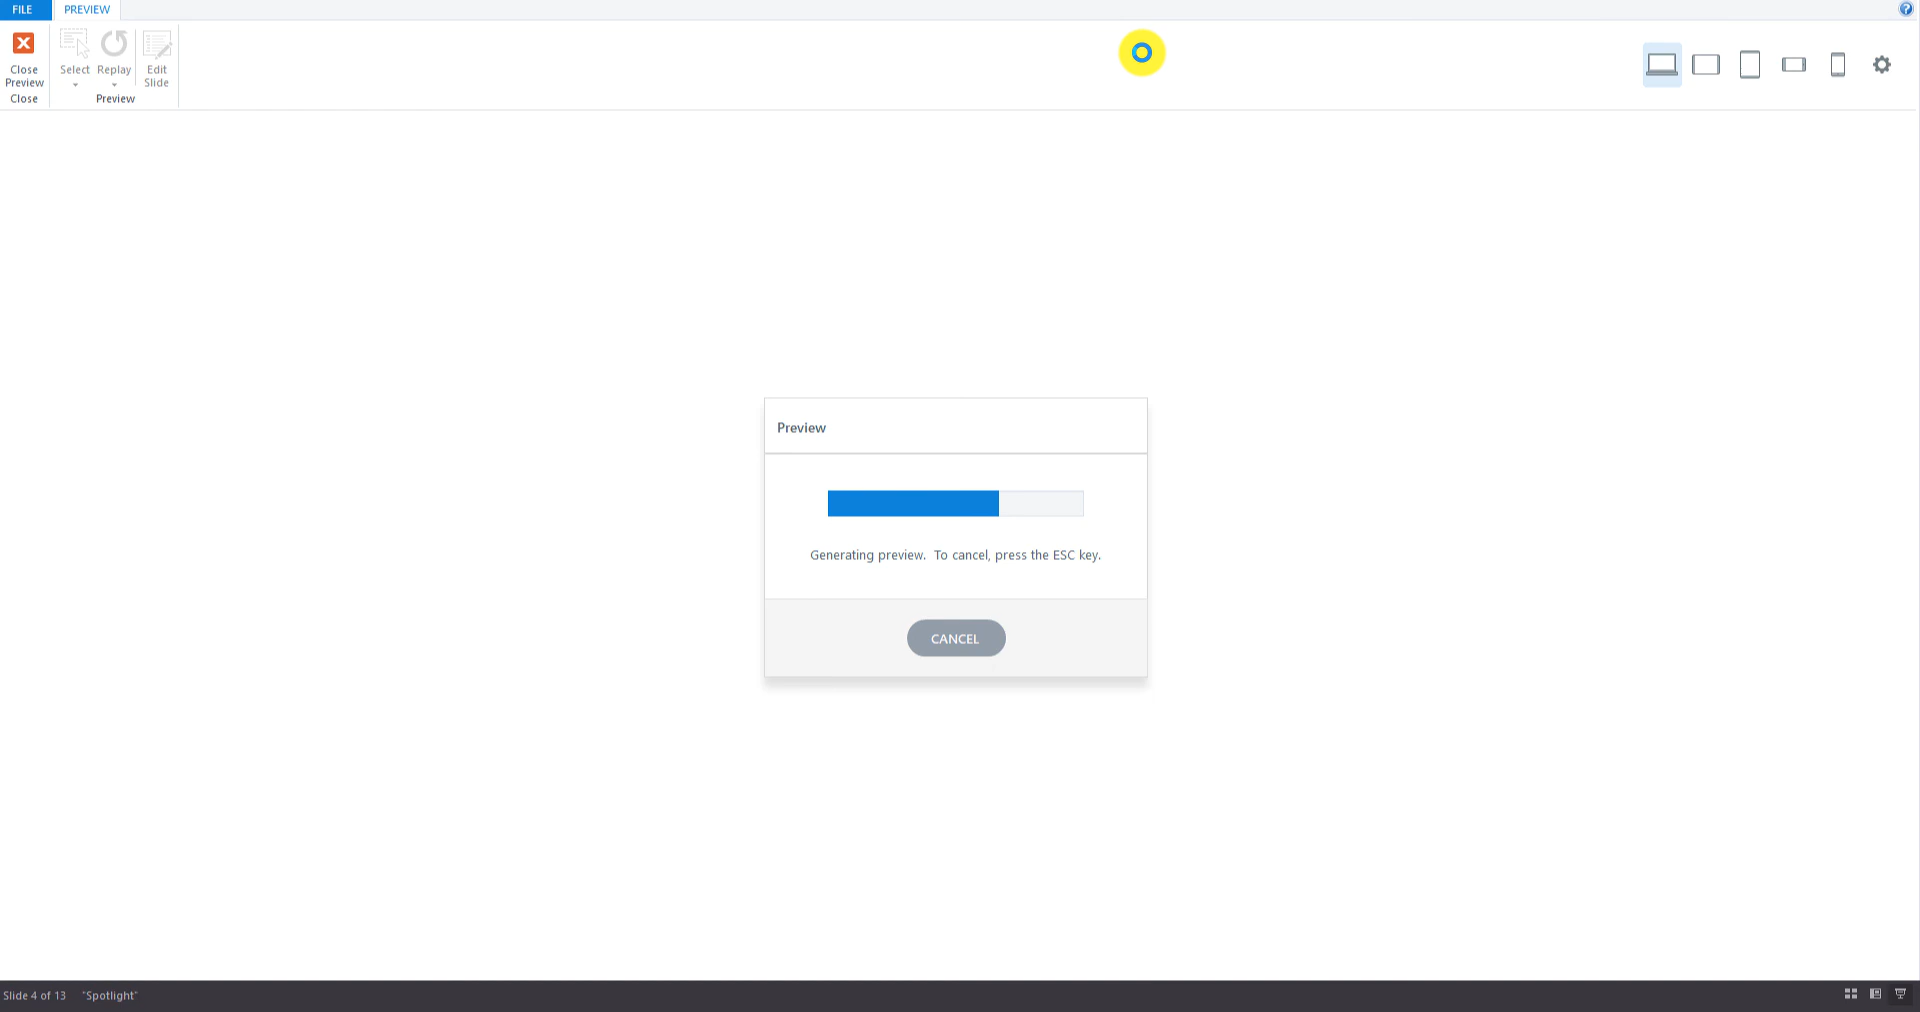 FILE
PREVIEW
Close
Preview
Select
Replay
Edit
Slide
Close
Preview
Preview
Generating preview.  To cancel, press the ESC key.
CANCEL
Slide 4 of 13
"Spotlight"